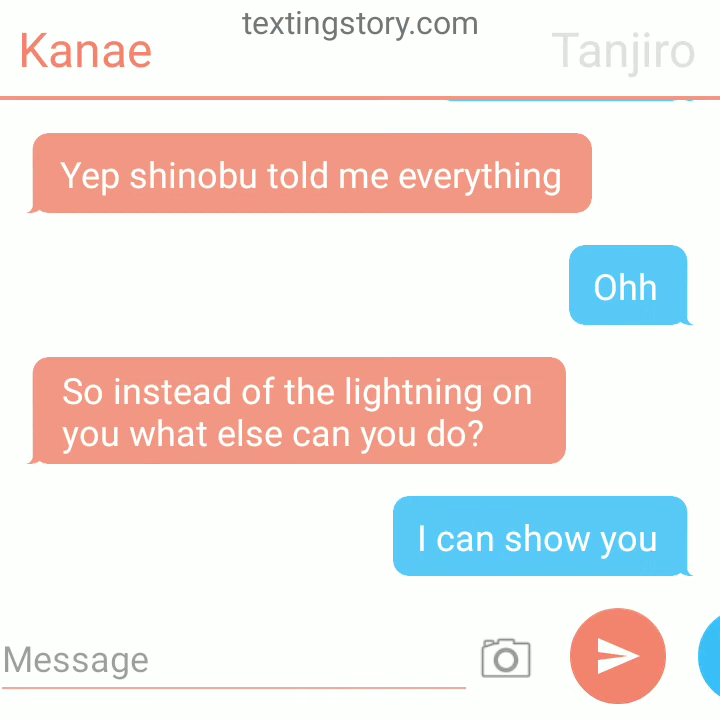 textingstory.com
Kanae
Tanjiro
Yep shinobu told me everything
Ohh
So instead of the lightning on
you what else can you do?
I can show you
Message